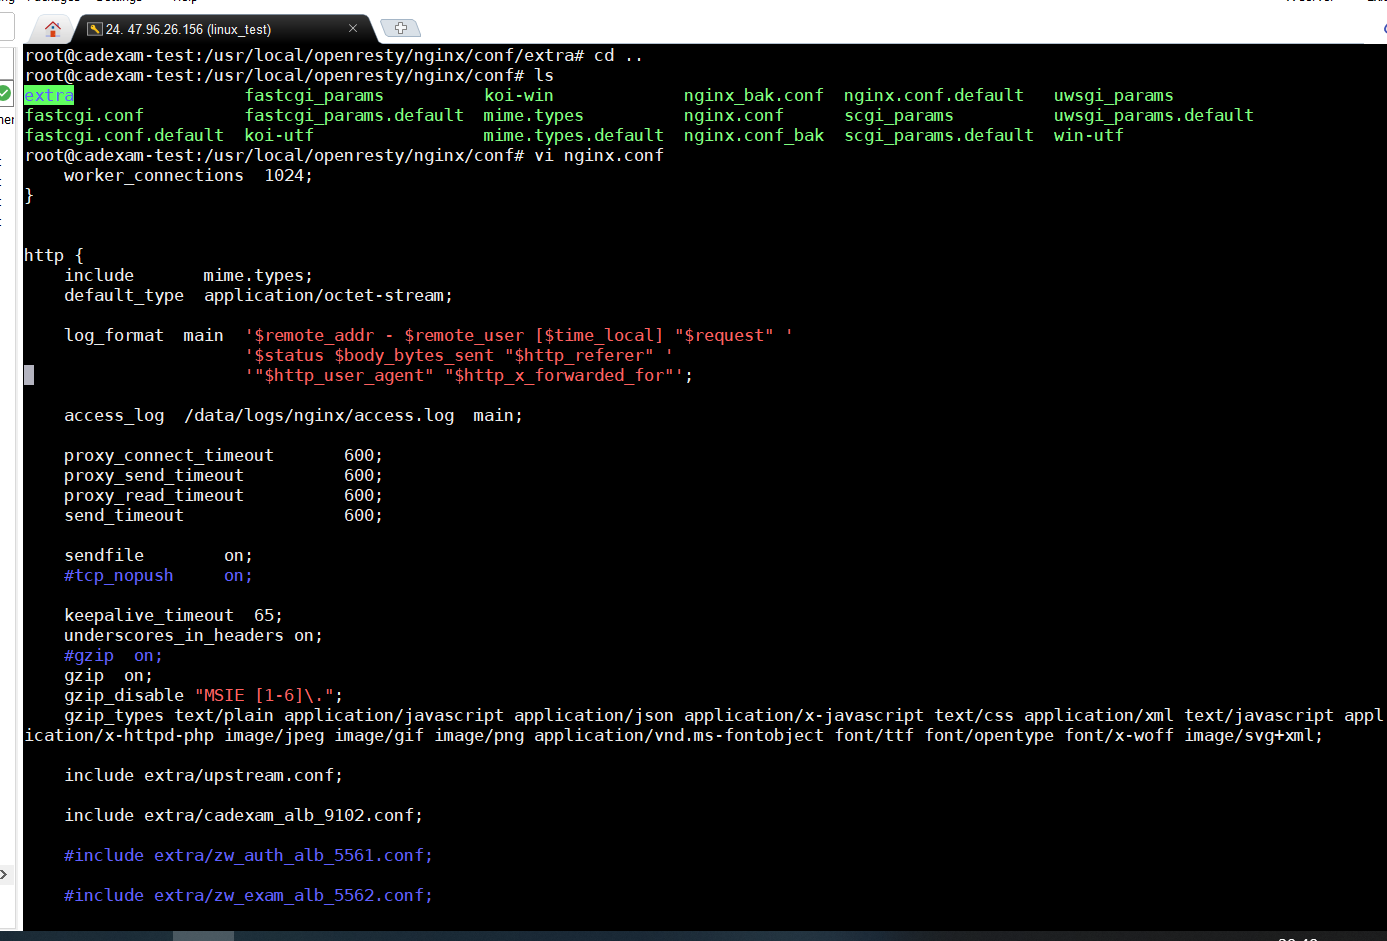 24. 47.96.26.156 (linux_test)
root@cadexam-test:/usr/local/openresty/nginx/conf/extra# cd ..
root@cadexam-test:/usr/local/openresty/nginx/conf# ls
extra fastcgi_params koi-win nginx_bak.conf nginx.conf.default uwsgi_params
fastcgi.conf fastcgi_params.default mime.types nginx.conf scgi_params uwsgi_params.default
fastcgi.conf.default koi-utf mime.types.default nginx.conf_bak scgi_params.default win-utf
root@cadexam-test:/usr/local/openresty/nginx/conf# vi nginx.conf
worker_connections 1024;
}
http {
include mime.types;
default_type application/octet-stream;
log_format main '$remote_addr - $remote_user [$time_local] "$request" '
'$status $body_bytes_sent "$http_referer" '
'"$http_user_agent" "$http_x_forwarded_for"';
access_log /data/logs/nginx/access.log main;
proxy_connect_timeout 600;
proxy_send_timeout 600;
proxy_read_timeout 600;
send_timeout 600;
sendfile on;
#tcp_nopush on;
keepalive_timeout 65;
underscores_in_headers on;
#gzip on;
gzip on;
gzip_disable "MSIE [1-6]\.";
gzip_types text/plain application/javascript application/json application/x-javascript text/css application/xml text/javascript appl
ication/x-httpd-php image/jpeg image/gif image/png application/vnd.ms-fontobject font/ttf font/opentype font/x-woff image/svg+xml;
include extra/upstream.conf;
include extra/cadexam_alb_9102.conf;
#include extra/zw_auth_alb_5561.conf;
#include extra/zw_exam_alb_5562.conf;